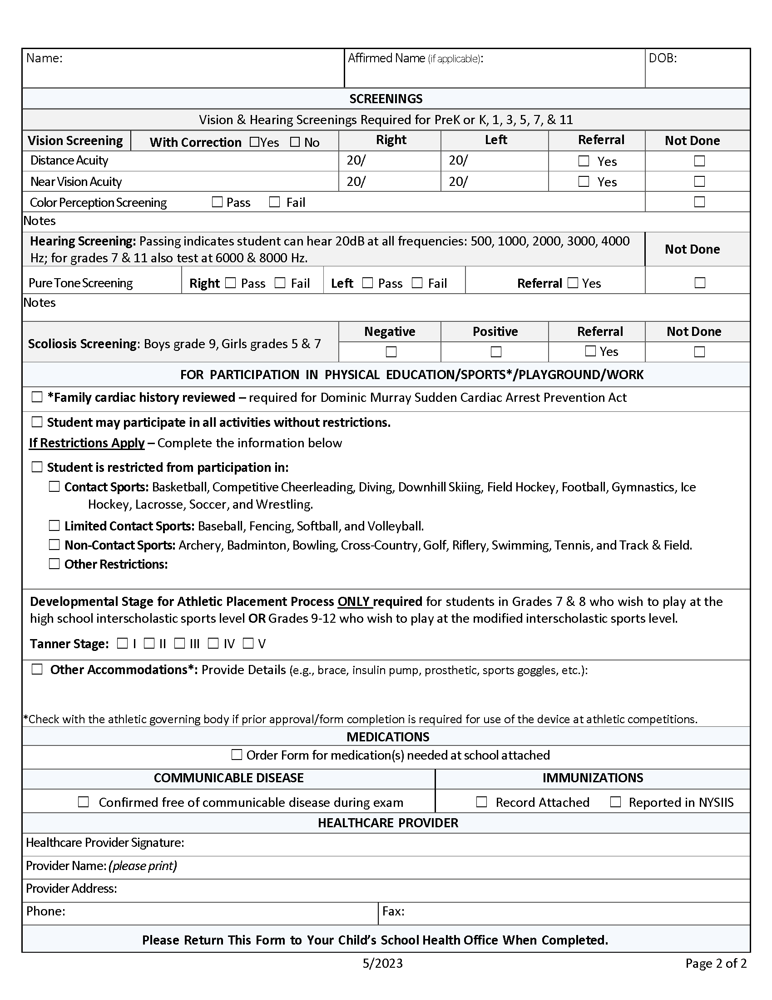 Name: Affirmed Name (if applicable): DOB:
SCREENINGS
Vision & Hearing Screenings Required for PreK or K, 1, 3, 5, 7, & 11
Vision Screening With Correction ☐Yes ☐ No Right Left Referral Not Done
Distance Acuity 20/ 20/ ☐ Yes ☐
Near Vision Acuity 20/ 20/ ☐ Yes ☐
Color Perception Screening ☐ Pass ☐ Fail ☐
Notes
Hearing Screening: Passing indicates student can hear 20dB at all frequencies: 500, 1000, 2000, 3000, 4000
Hz; for grades 7 & 11 also test at 6000 & 8000 Hz.
Not Done
Pure Tone Screening Right ☐ Pass ☐ Fail Left ☐ Pass ☐ Fail Referral ☐ Yes ☐
Notes
Scoliosis Screening: Boys grade 9, Girls grades 5 & 7
Negative Positive Referral Not Done
☐ ☐ ☐ Yes ☐
FOR PARTICIPATION IN PHYSICAL EDUCATION/SPORTS*/PLAYGROUND/WORK
☐ *Family cardiac history reviewed – required for Dominic Murray Sudden Cardiac Arrest Prevention Act
☐ Student may participate in all activities without restrictions.
If Restrictions Apply – Complete the information below
☐ Student is restricted from participation in:
☐ Contact Sports: Basketball, Competitive Cheerleading, Diving, Downhill Skiing, Field Hockey, Football, Gymnastics, Ice
Hockey, Lacrosse, Soccer, and Wrestling.
☐ Limited Contact Sports: Baseball, Fencing, Softball, and Volleyball.
☐ Non-Contact Sports: Archery, Badminton, Bowling, Cross-Country, Golf, Riflery, Swimming, Tennis, and Track & Field.
☐ Other Restrictions:
Developmental Stage for Athletic Placement Process ONLY required for students in Grades 7 & 8 who wish to play at the
high school interscholastic sports level OR Grades 9-12 who wish to play at the modified interscholastic sports level.
Tanner Stage: ☐ I ☐ II ☐ III ☐ IV ☐ V
☐ Other Accommodations*: Provide Details (e.g., brace, insulin pump, prosthetic, sports goggles, etc.):
*Check with the athletic governing body if prior approval/form completion is required for use of the device at athletic competitions.
MEDICATIONS
☐ Order Form for medication(s) needed at school attached
COMMUNICABLE DISEASE IMMUNIZATIONS
☐ Confirmed free of communicable disease during exam ☐ Record Attached ☐ Reported in NYSIIS
HEALTHCARE PROVIDER
Healthcare Provider Signature:
Provider Name: (please print)
Provider Address:
Phone: Fax:
Please Return This Form to Your Child’s School Health Office When Completed.
5/2023 Page 2 of 2